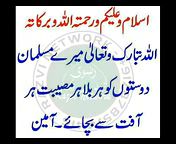 اسلام وعلیکم ورحمتہ اللہ وبرکاتہ
اللہ تبارک وتعالیٰ میرے مسلمان
دوستوں کو ہر بلا ہر مصیبت ہر
آفت سے بچائے۔ آمین